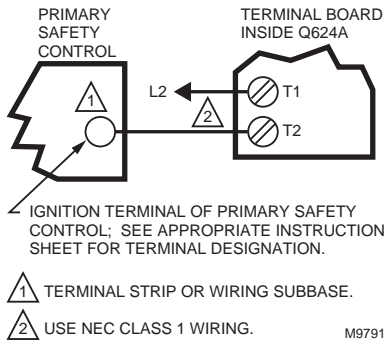 PRIMARY
SAFETY
CONTROL
TERMINAL BOARD
INSIDE Q624A
1
L2
T1
2
T2
IGNITION TERMINAL OF PRIMARY SAFETY
CONTROL; SEE APPROPRIATE INSTRUCTION
SHEET FOR TERMINAL DESIGNATION.
1 TERMINAL STRIP OR WIRING SUBBASE.
2 USE NEC CLASS 1 WIRING.
M9791